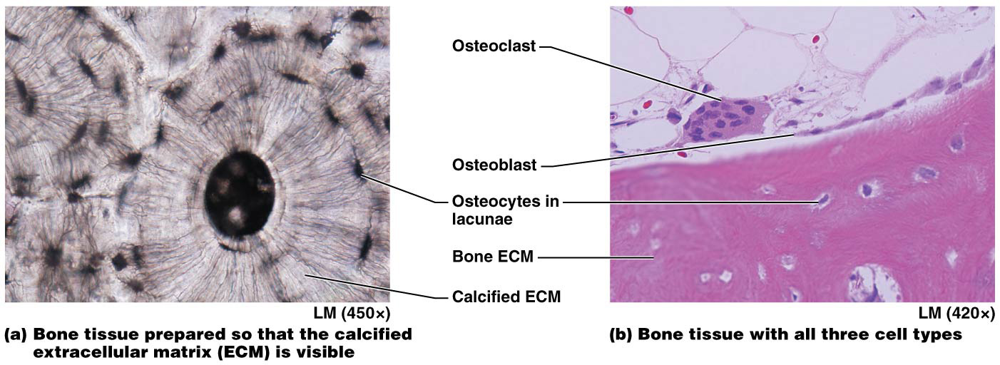 Osteoclast
Osteoblast
Osteocytes in
lacunae
Bone ECM
Calcified ECM
LM (450×)
(a) Bone tissue prepared so that the calcified
extracellular matrix (ECM) is visible
LM (420×)
(b) Bone tissue with all three cell types